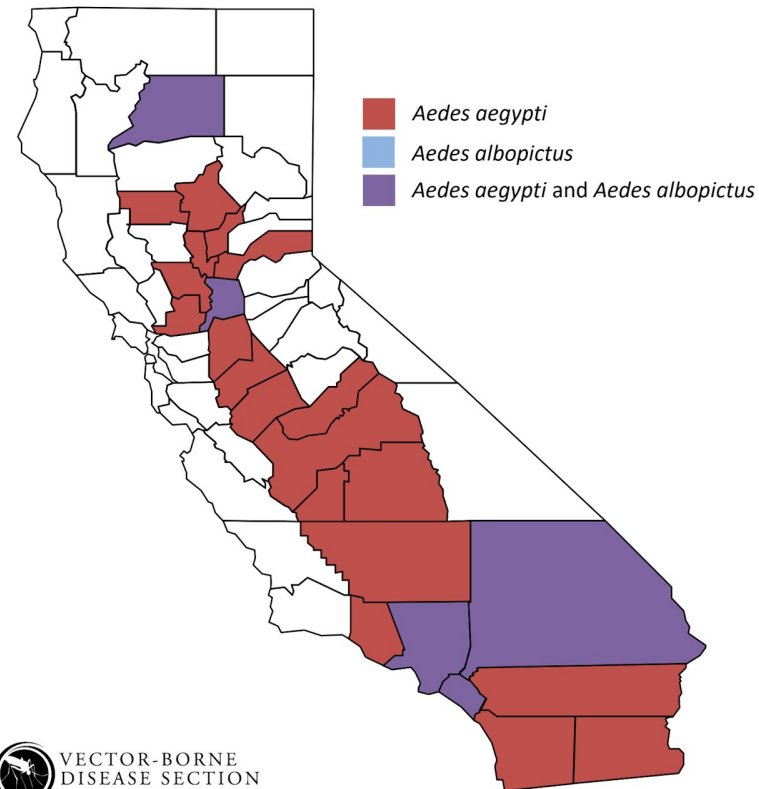 Aedes aegypti
Aedes albopictus
Aedes aegypti and Aedes albopictus
VECTOR-BORNE
DISEASE SECTION